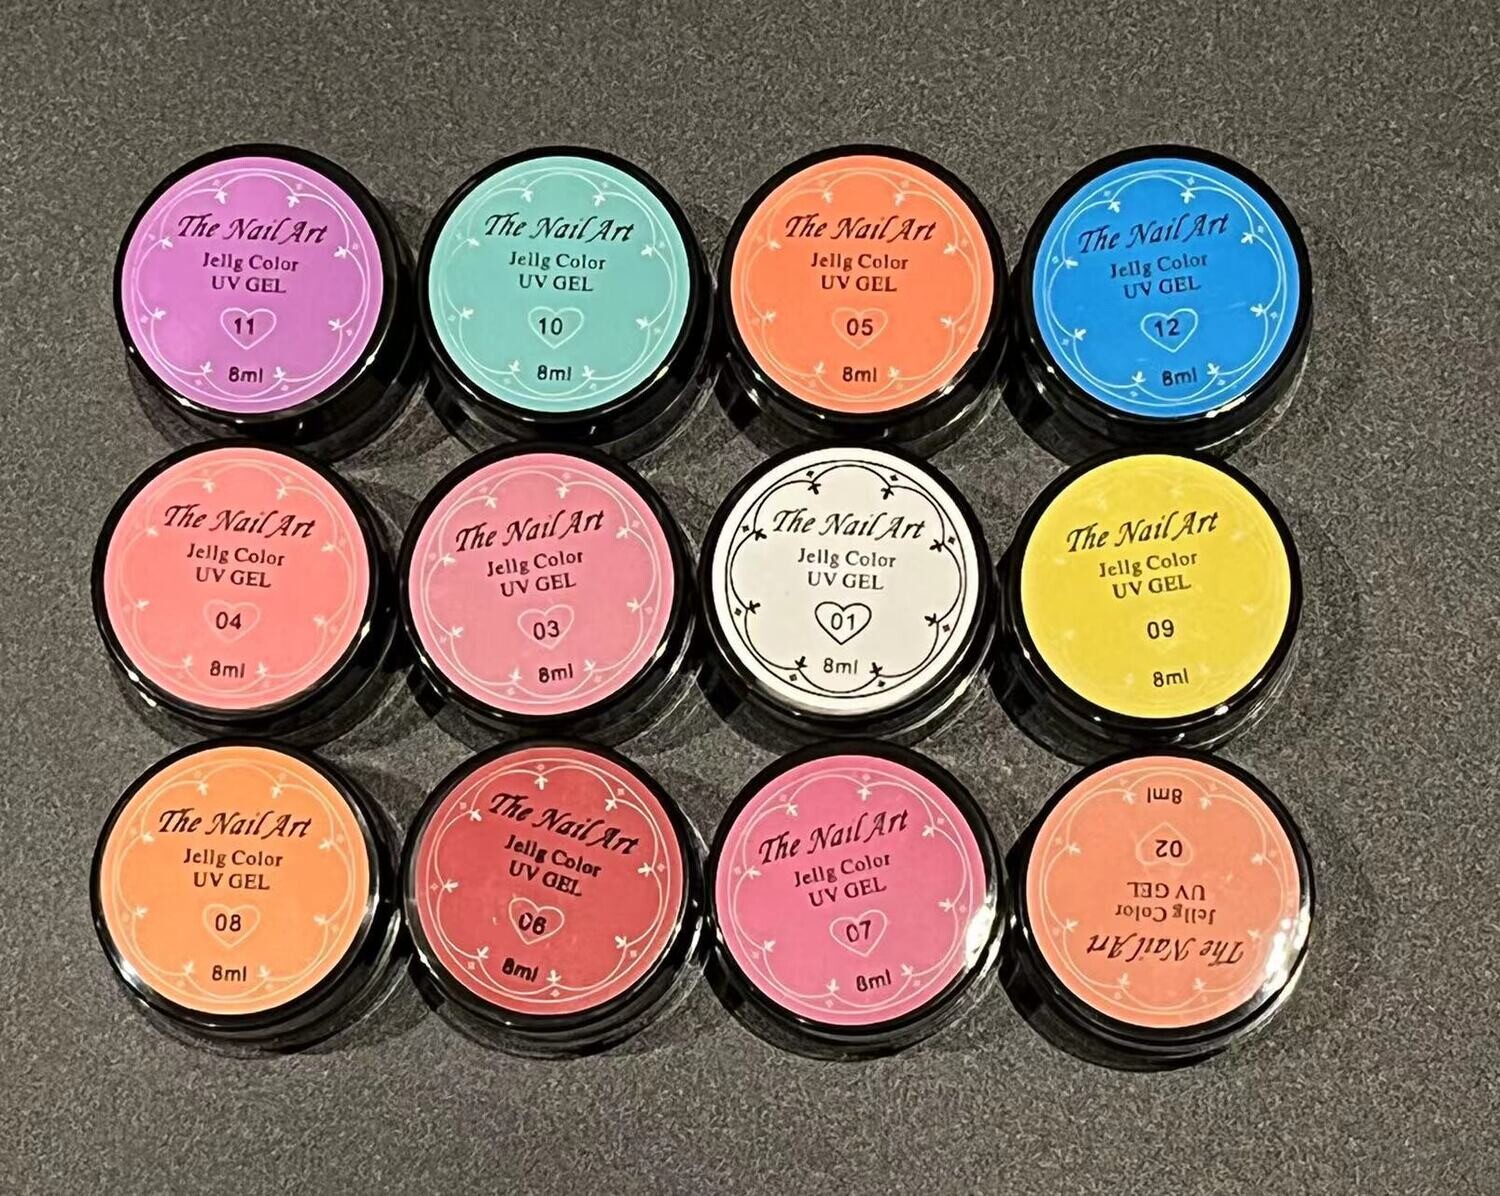 The Nail Art
Jellg Color
UV GEL
11
8ml
The Nail Art
Jellg Color
UV GEL
10
8ml
The Nail Art
Jellg Color
UV GEL
05
8ml
The Nail Art
Jellg Color
UV GEL
12
8ml
The Nail Art
Jellg Color
UV GEL
04
8ml
The Nail Art
Jellg Color
UV GEL
03
8ml
The Nail Art
Jellg Color
UV GEL
01
8ml
The Nail Art
Jellg Color
UV GEL
09
8ml
The Nail Art
Jellg Color
UV GEL
08
8ml
The Nail Art
Jellg Color
UV GEL
06
8ml
The Nail Art
Jellg Color
UV GEL
07
8ml
The Nail Art
Jellg Color
UV GEL
02
8ml